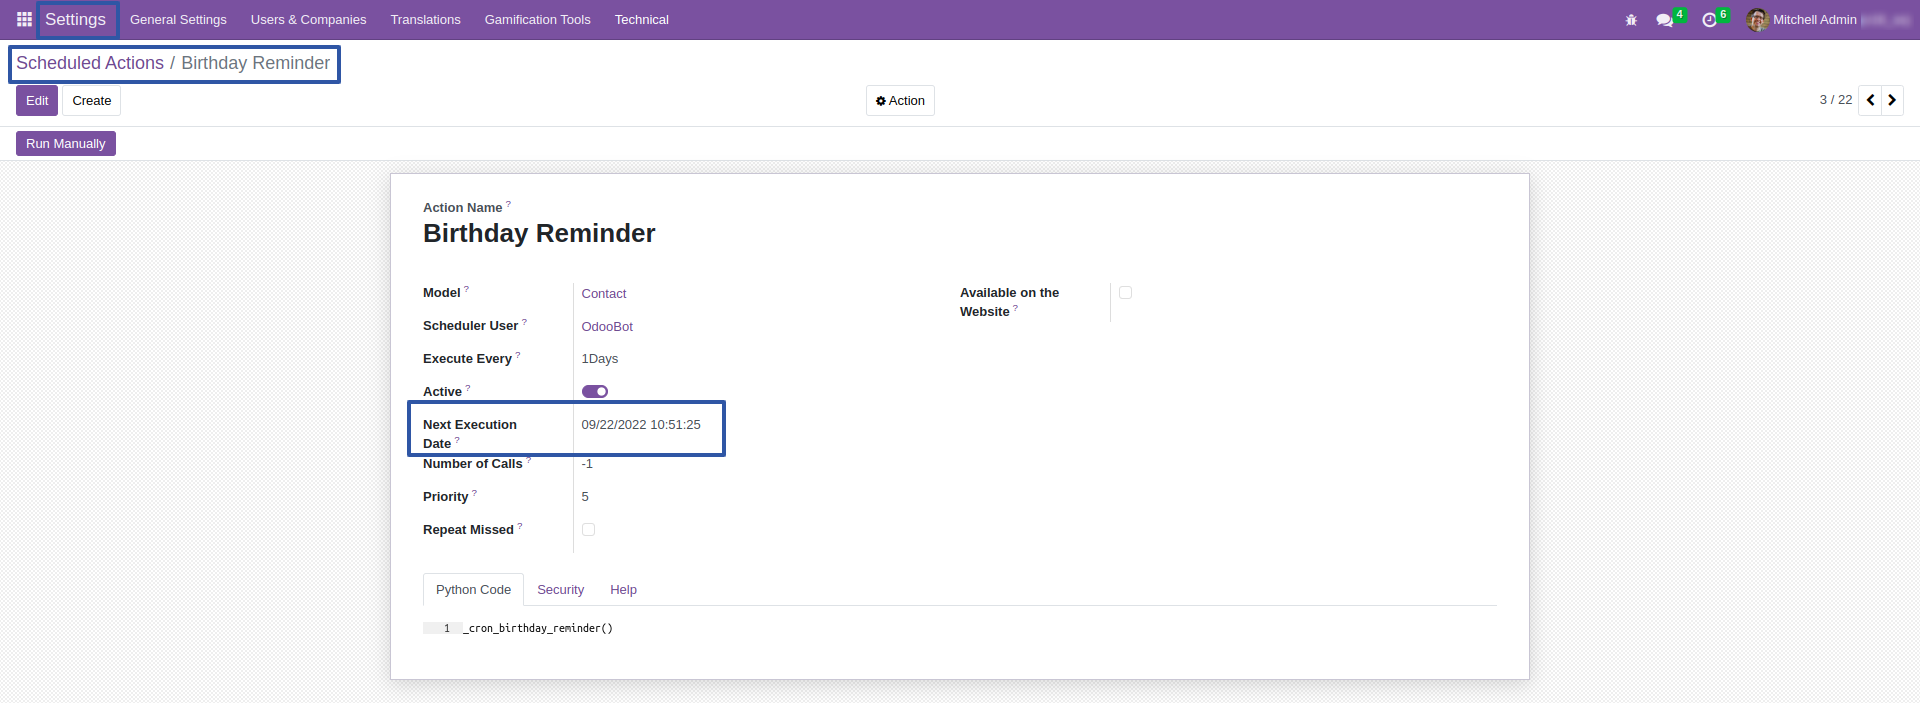 Settings General Settings Users & Companies Translations Gamification Tools Technical 4 6 Mitchell Admin
Scheduled Actions / Birthday Reminder
Edit Create Action 3 / 22
Run Manually
Action Name ?
Birthday Reminder
Model ? Contact
Available on the
Website ?
Scheduler User ? OdooBot
Execute Every ? 1Days
Active ?
Next Execution 09/22/2022 10:51:25
Date ?
Number of Calls ? -1
Priority ? 5
Repeat Missed ?
Python Code Security Help
1 _cron_birthday_reminder()